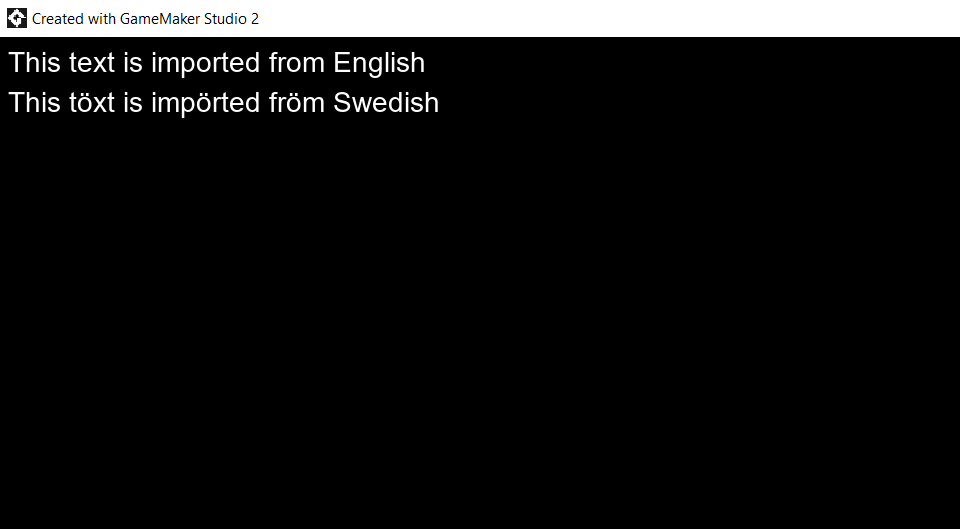 Created with GameMaker Studio 2
This text is imported from English
This töxt is impörted fröm Swedish